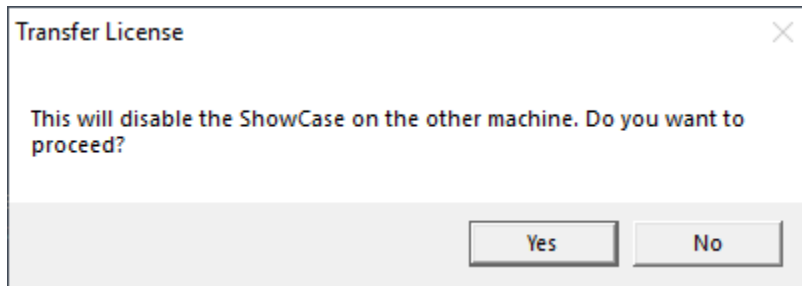 Transfer License
This will disable the ShowCase on the other machine. Do you want to
proceed?
Yes
No